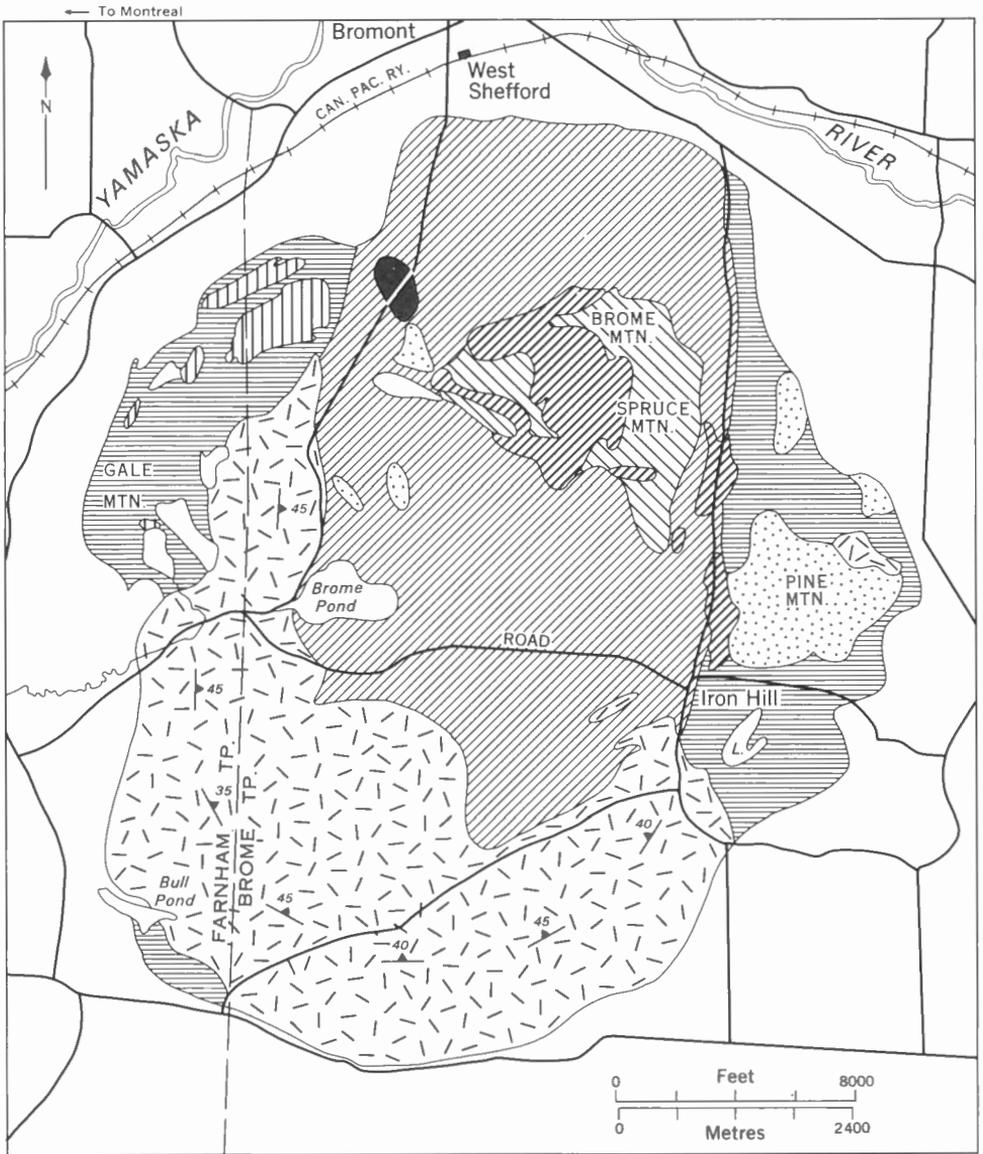 To Montreal
Bromont
N
CAN. PAC. RY.
West
Shefford
YAMASKA
RIVER
BROME
MTN.
SPRUCE
MTN.
GALE
MTN.
45
PINE
MTN.
Brome
Pond
ROAD
45
Iron Hill
L.
35
FARNHAM TP.
BROME TP.
40
Bull
Pond
45
45
40
0 Feet 8000
0 Metres 2400